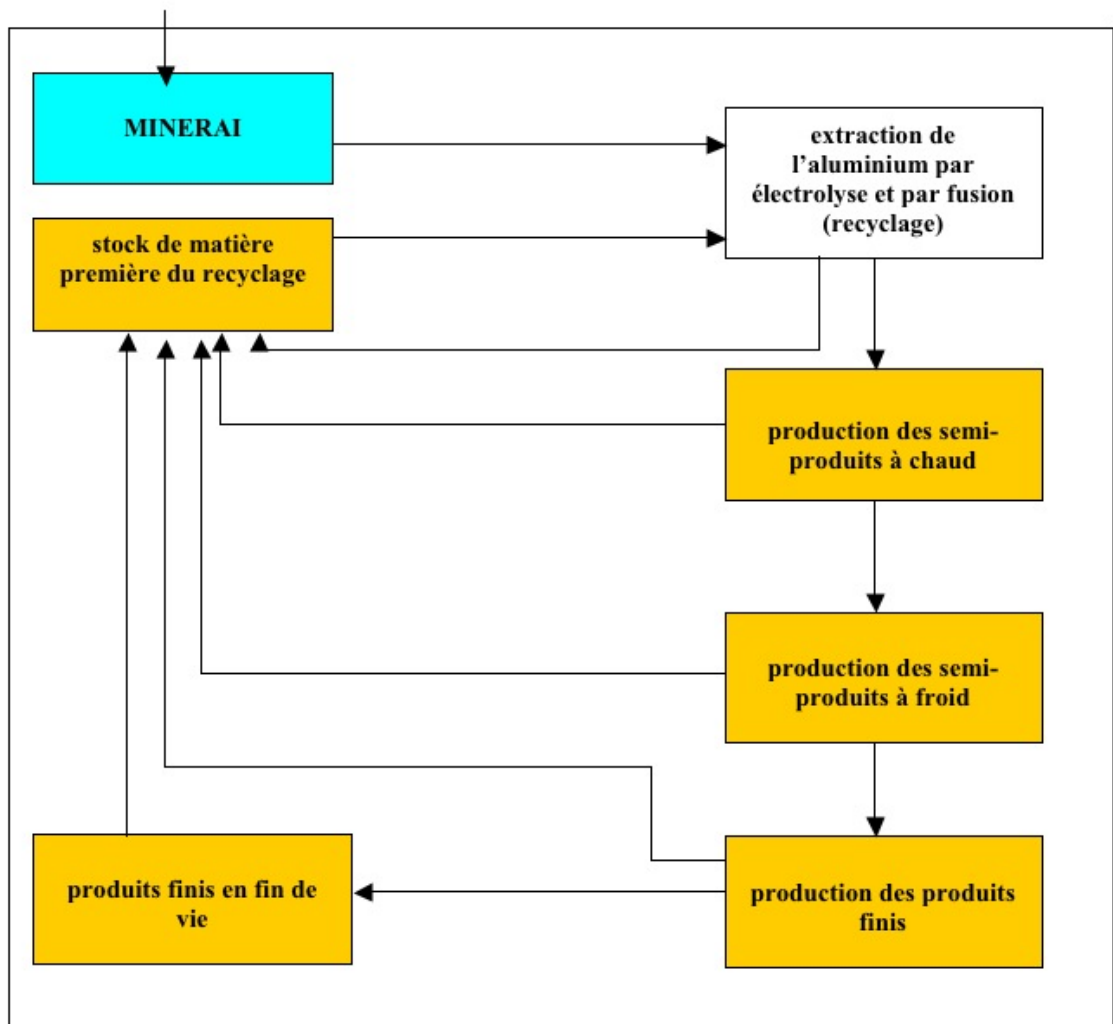 MINERAI
extraction de
l’aluminium par
électrolyse et par fusion
(recyclage)
stock de matière
première du recyclage
production des semi-
produits à chaud
production des semi-
produits à froid
produits finis en fin de
vie
production des produits
finis